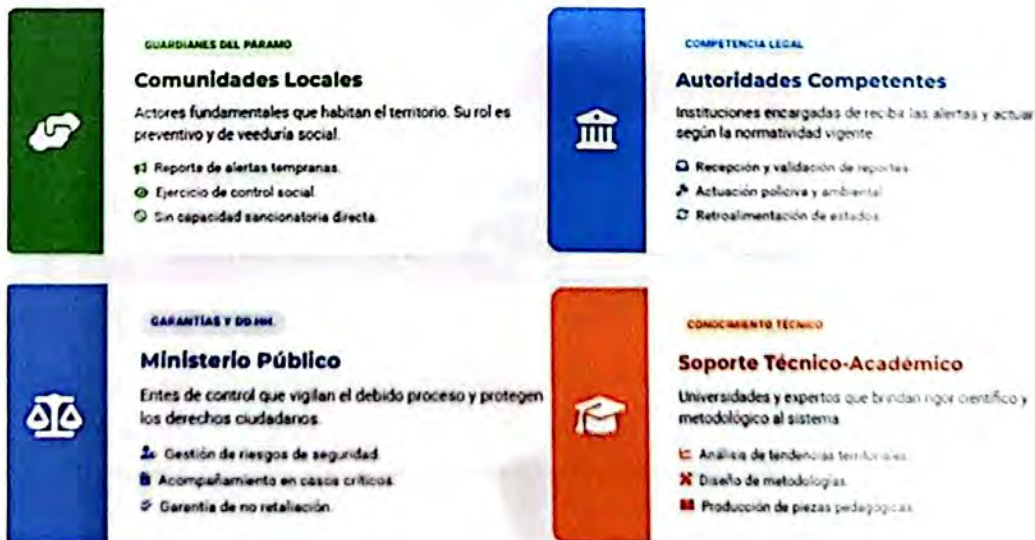 GUARDIANES DEL PÁRAMO
Comunidades Locales
Actores fundamentales que habitan el territorio. Su rol es
preventivo y de veeduría social.
Reporte de alertas tempranas.
Ejercicio de control social.
Sin capacidad sancionatoria directa.
COMPETENCIA LEGAL
Autoridades Competentes
Instituciones encargadas de recibir las alertas y actuar
según la normatividad vigente.
Recepción y validación de reportes.
Actuación policiva y ambiental.
Retroalimentación de estados.
GARANTÍAS Y DD.HH.
Ministerio Público
Entes de control que vigilan el debido proceso y protegen
los derechos ciudadanos.
Gestión de riesgos de seguridad.
Acompañamiento en casos críticos.
Garantía de no retaliación.
CONOCIMIENTO TÉCNICO
Soporte Técnico-Académico
Universidades y expertos que brindan rigor científico y
metodológico al sistema.
Análisis de tendencias territoriales.
Diseño de metodologías.
Producción de piezas pedagógicas.